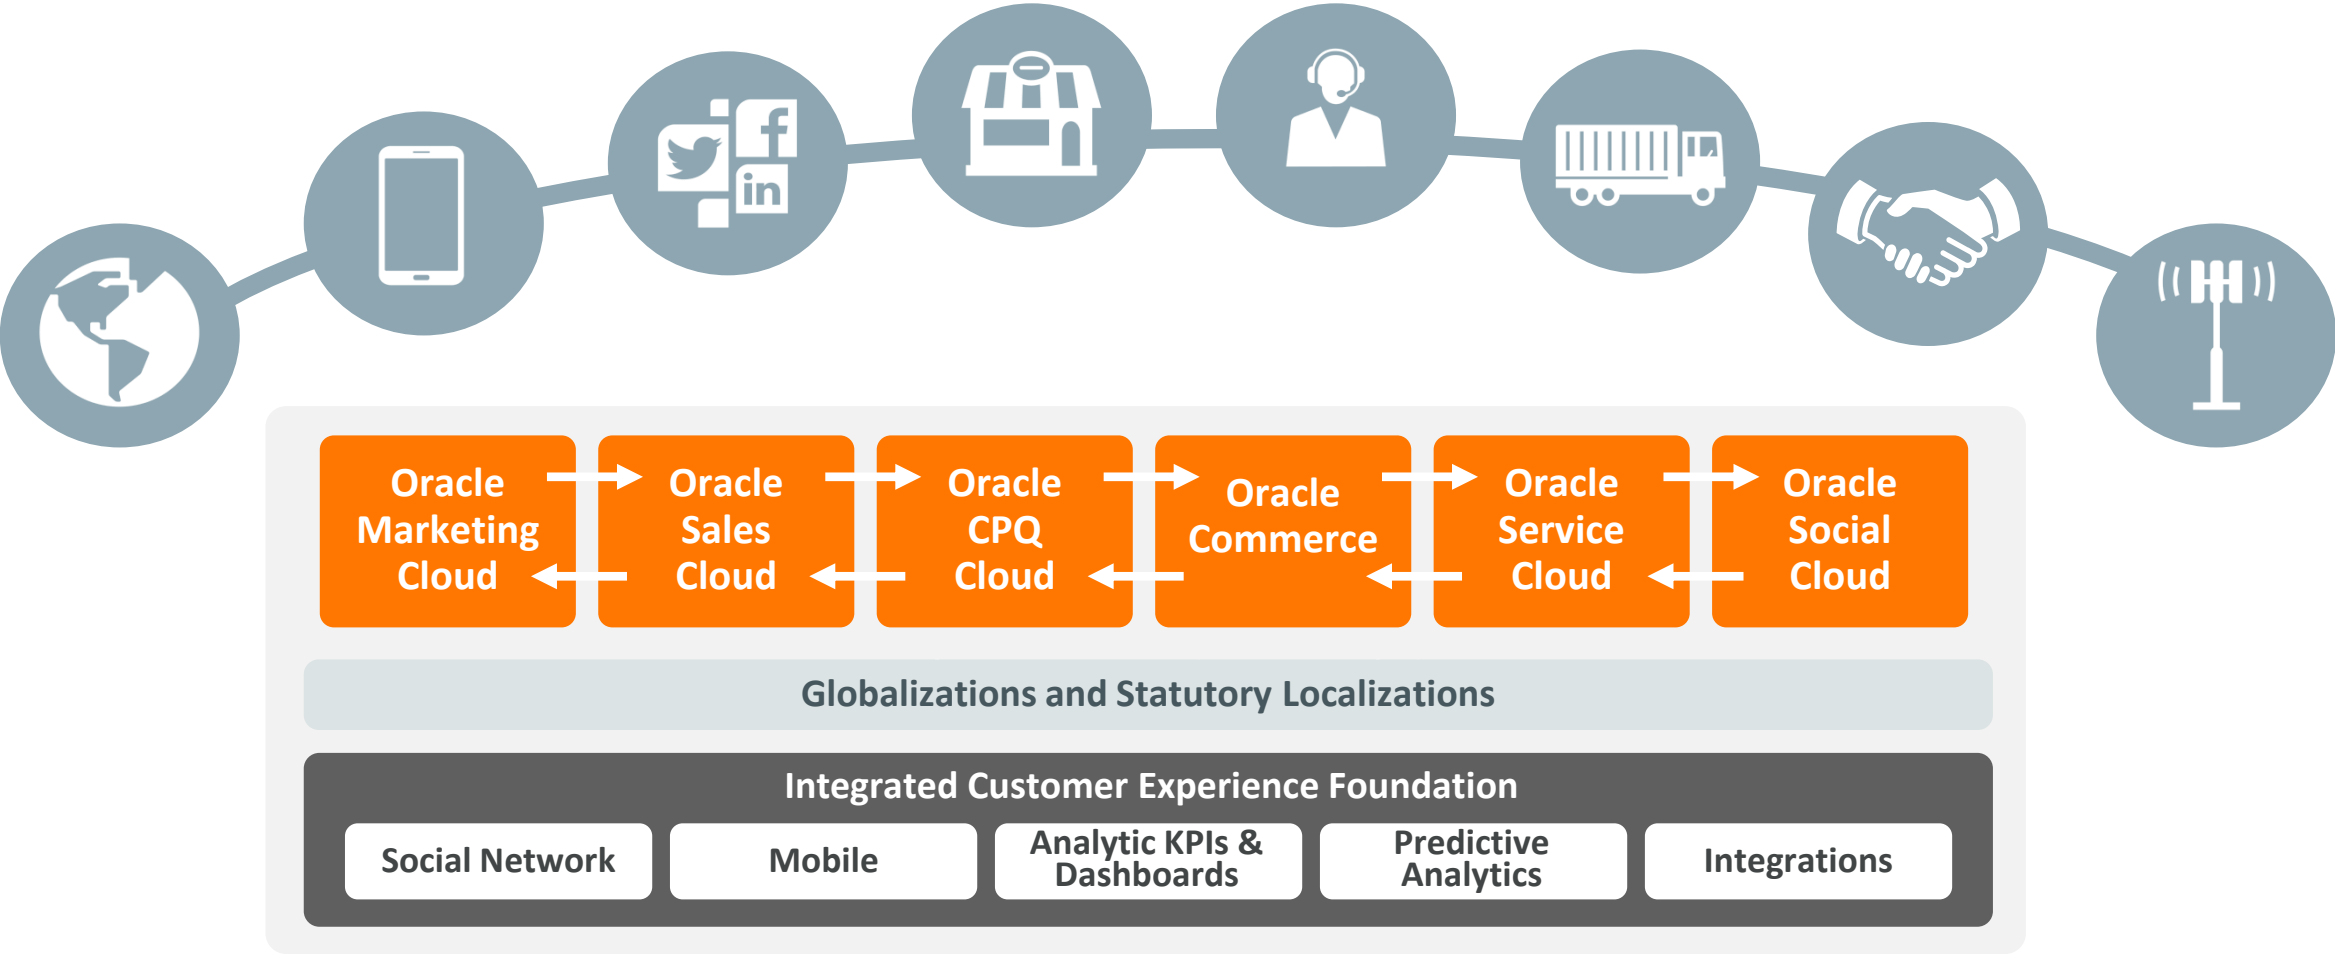 in
Oracle
Marketing
Cloud
Oracle
Sales
Cloud
Oracle
CPQ
Cloud
Oracle
Commerce
Oracle
Service
Cloud
Oracle
Social
Cloud
Globalizations and Statutory Localizations
Integrated Customer Experience Foundation
Social Network
Mobile
Analytic KPIs &
Dashboards
Predictive
Analytics
Integrations